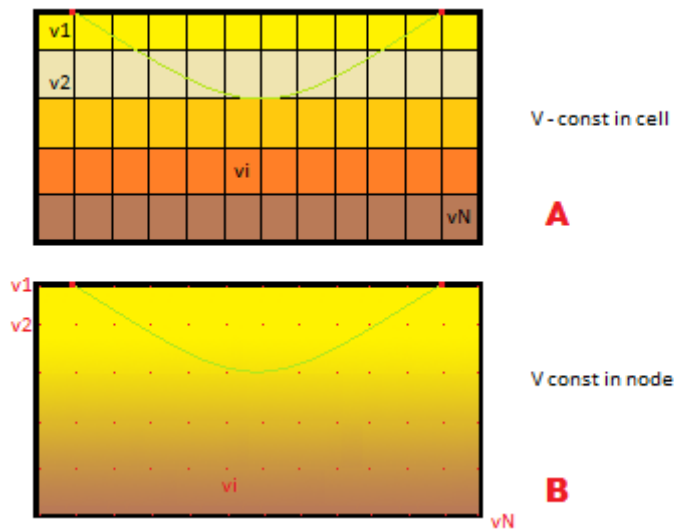 v1
v2
V - const in cell
vi
vN
A
v1
v2
V const in node
vi
B
vN